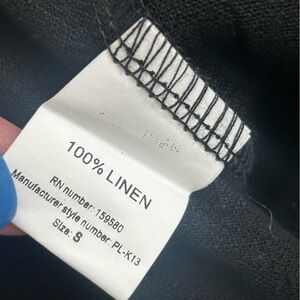 100% LINEN
RN number: 159580
Manufacturer style number: PL-K13
Size: S